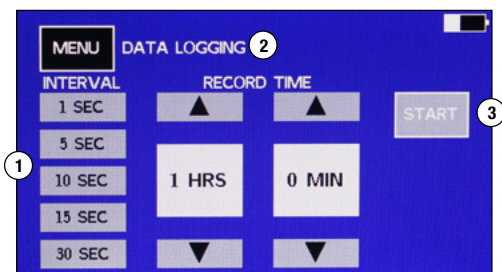 MENU DATA LOGGING 2
INTERVAL RECORD TIME
1 SEC
START 3
5 SEC
1
10 SEC 1 HRS 0 MIN
15 SEC
30 SEC